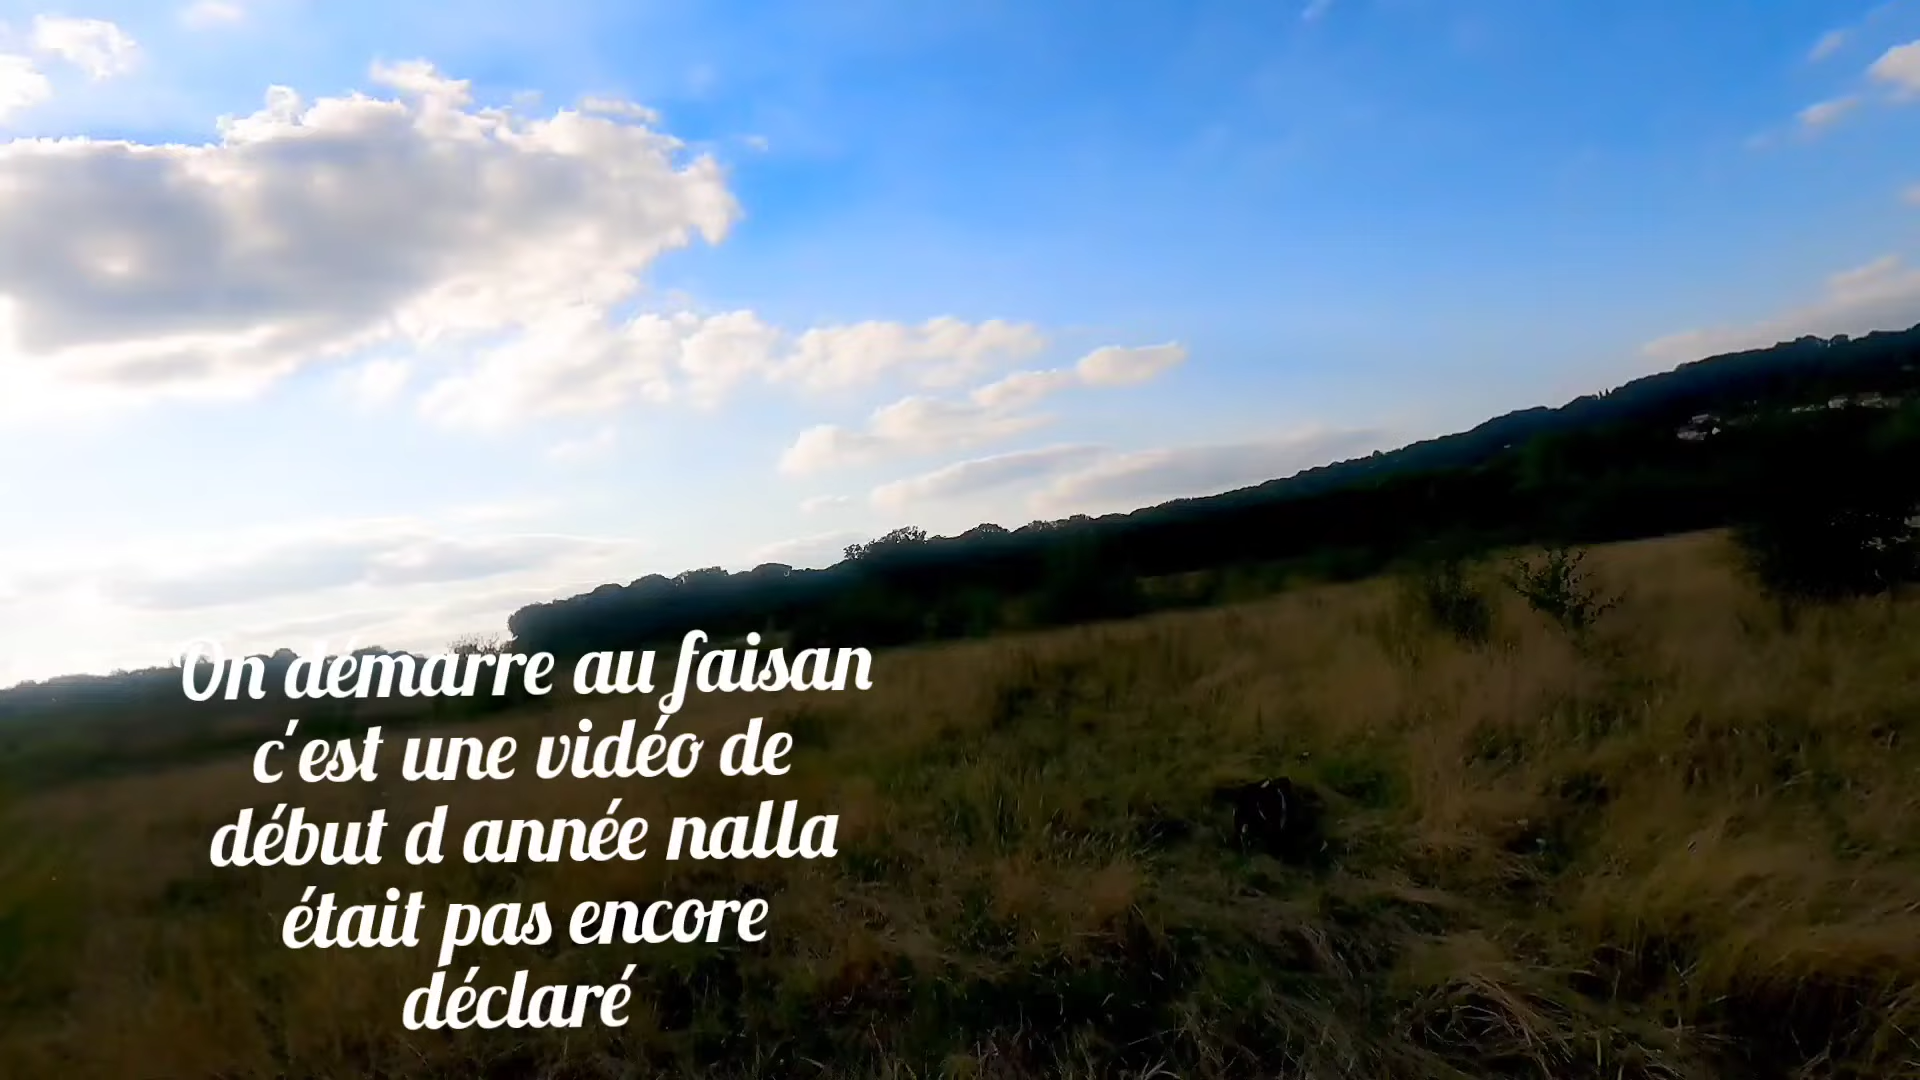 On démarre au faisan
c'est une vidéo de
début d année nalla
était pas encore
déclaré